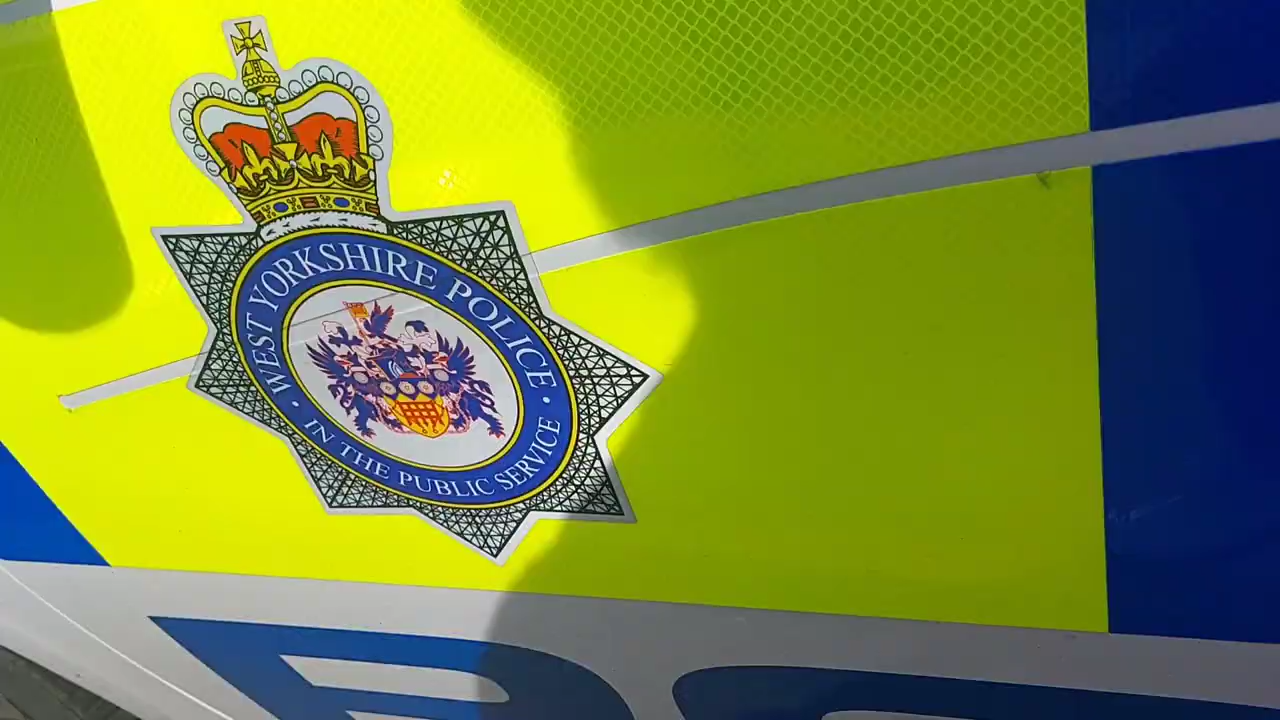 WEST YORKSHIRE POLICE
· IN THE PUBLIC SERVICE ·